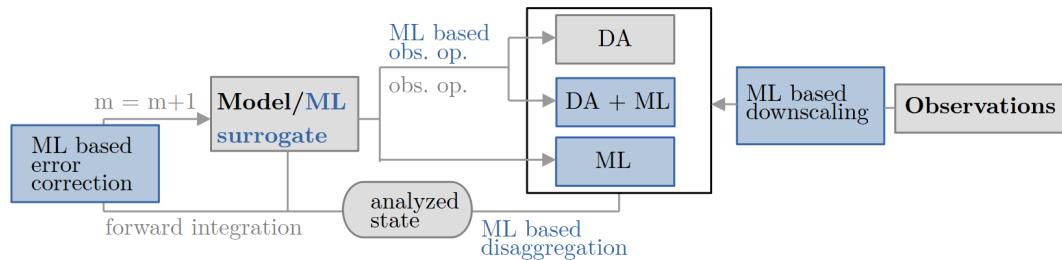 ML based
obs. op.
obs. op.
DA
DA + ML
ML
m = m+1
Model/ML
surrogate
ML based
error
correction
ML based
downscaling
Observations
analyzed
state
forward integration
ML based
disaggregation